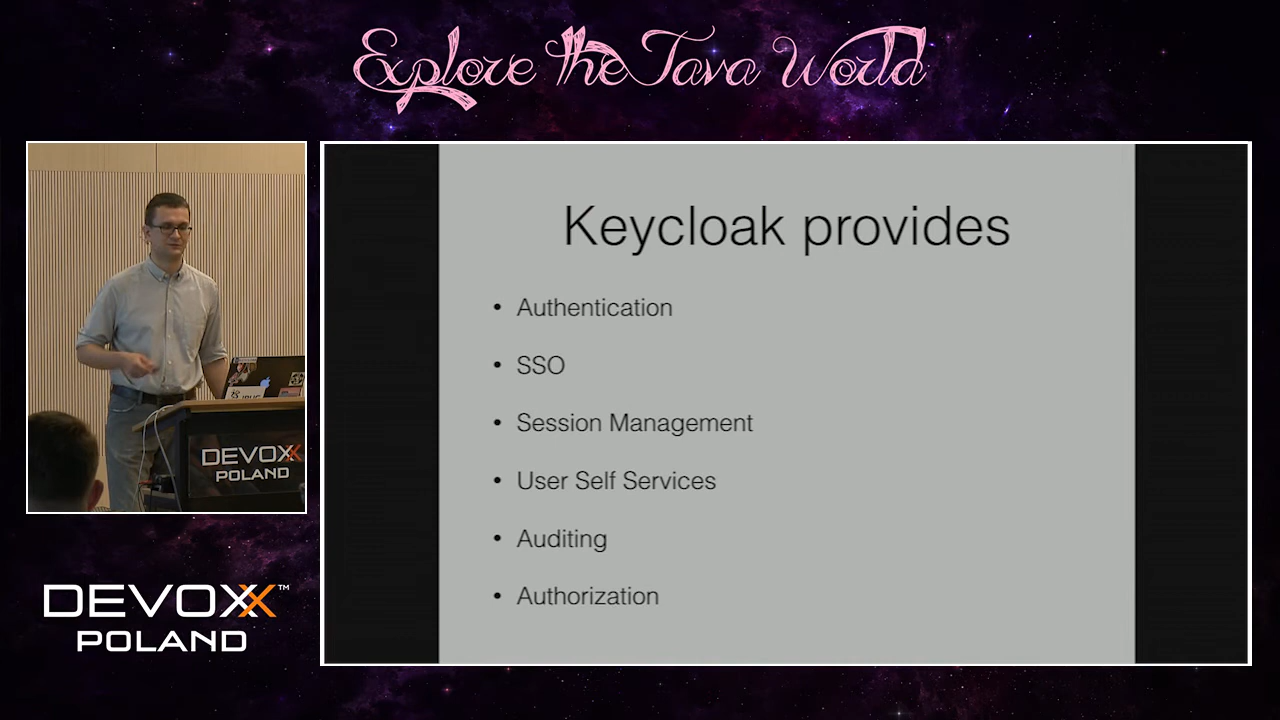 Explore the Java World
Keycloak provides
• Authentication
• SSO
• Session Management
• User Self Services
• Auditing
• Authorization
DEVOXX
POLAND
DEVOXX™
POLAND